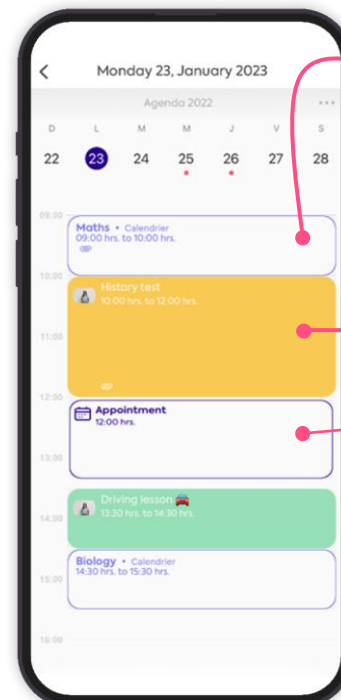 Monday 23, January 2023
Agenda 2022
D L M M J V S
22 23 24 25 26 27 28
09:00
Maths • Calendrier
09:00 hrs. to 10:00 hrs.
10:00
History test
10:00 hrs. to 12:00 hrs.
11:00
12:00
Appointment
12:00 hrs.
13:00
Driving lesson
13:30 hrs. to 14:30 hrs.
14:00
Biology • Calendrier
14:30 hrs. to 15:30 hrs.
15:00
16:00